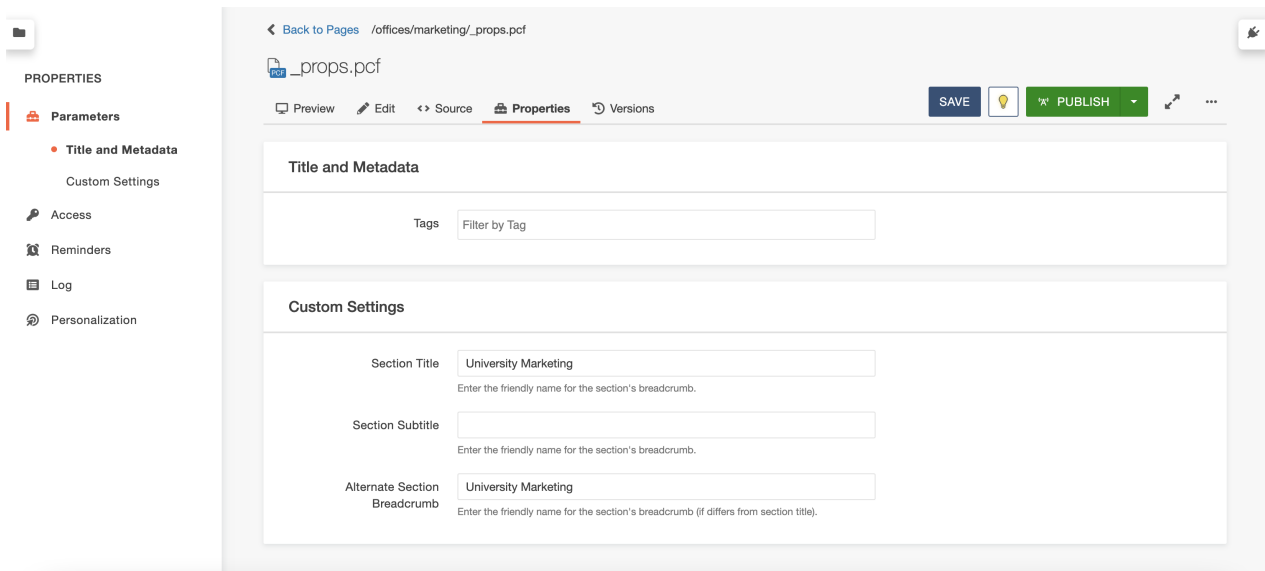 Back to Pages /offices/marketing/_props.pcf
PCF _props.pcf
PROPERTIES
Parameters
Title and Metadata
Custom Settings
Access
Reminders
Log
Personalization
Preview Edit Source Properties Versions
SAVE PUBLISH
Title and Metadata
Tags Filter by Tag
Custom Settings
Section Title University Marketing
Enter the friendly name for the section's breadcrumb.
Section Subtitle
Enter the friendly name for the section's breadcrumb.
Alternate Section
Breadcrumb
University Marketing
Enter the friendly name for the section's breadcrumb (if differs from section title).